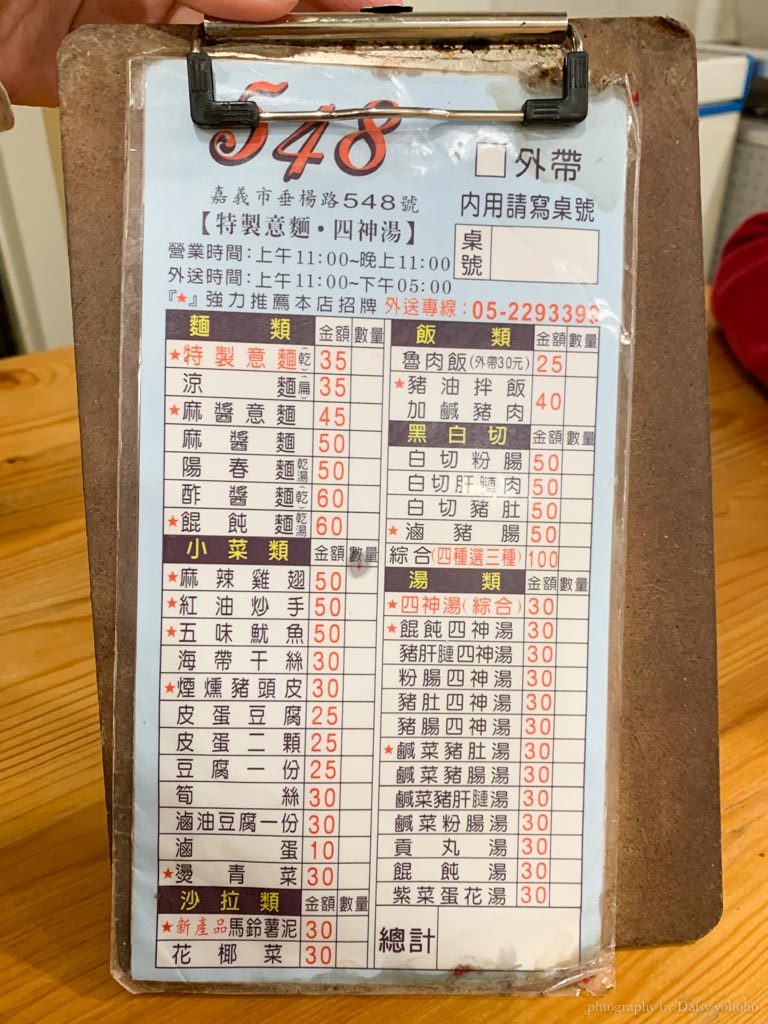 548
外帶
嘉義市垂楊路548號
內用請寫桌號
【特製意麵·四神湯】
桌號
營業時間:上午11:00~晚上11:00
外送時間:上午11:00~下午05:00
『★』強力推薦本店招牌 外送專線:05-2293399
麵類 金額 數量
★特製意麵(乾) 35
涼麵(扁) 35
★麻醬意麵 45
麻醬麵 50
陽春麵(乾湯) 50
酢醬麵(乾) 60
★餛飩麵(乾湯) 60
小菜類 金額 數量
★麻辣雞翅 50
★紅油炒手 50
★五味魷魚 50
海帶干絲 30
★煙燻豬頭皮 30
皮蛋豆腐 25
皮蛋二顆 25
豆腐一份 25
筍絲 30
滷油豆腐一份 30
滷蛋 10
★燙青菜 30
沙拉類 金額 數量
★新產品馬鈴薯泥 30
花椰菜 30
飯類 金額 數量
魯肉飯(外帶30元) 25
★豬油拌飯
加鹹豬肉 40
黑白切 金額 數量
白切粉腸 50
白切肝腱肉 50
白切豬肚 50
★滷豬腸 50
綜合(四種選三種) 100
湯類 金額 數量
★四神湯(綜合) 30
★餛飩四神湯 30
豬肝腱四神湯 30
粉腸四神湯 30
豬肚四神湯 30
豬腸四神湯 30
★鹹菜豬肚湯 30
鹹菜豬腸湯 30
鹹菜豬肝腱湯 30
鹹菜粉腸湯 30
貢丸湯 30
餛飩湯 30
紫菜蛋花湯 30
總計
phtography by Daisy yohoho